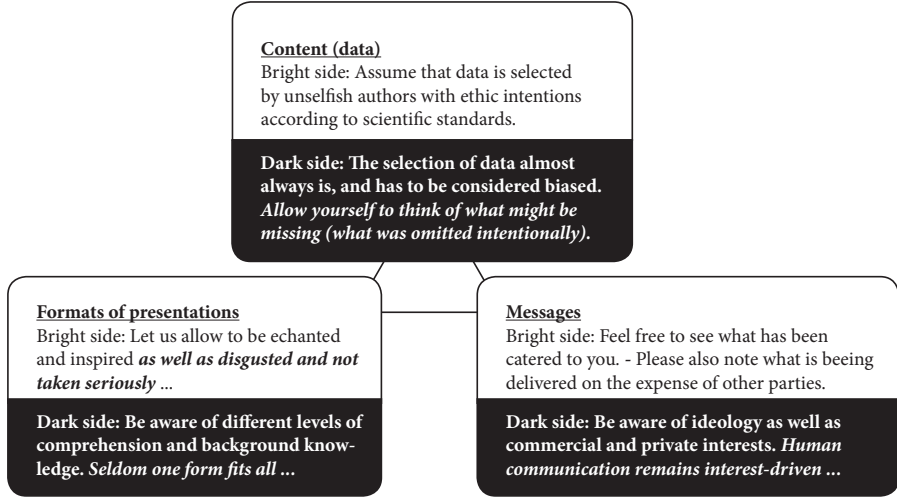 Content (data)
Bright side: Assume that data is selected
by unselfish authors with ethic intentions
according to scientific standards.
Dark side: The selection of data almost
always is, and has to be considered biased.
Allow yourself to think of what might be
missing (what was omitted intentionally).
Formats of presentations
Bright side: Let us allow to be echanted
and inspired as well as disgusted and not
taken seriously ...
Dark side: Be aware of different levels of
comprehension and background know-
ledge. Seldom one form fits all ...
Messages
Bright side: Feel free to see what has been
catered to you. - Please also note what is beeing
delivered on the expense of other parties.
Dark side: Be aware of ideology as well as
commercial and private interests. Human
communication remains interest-driven ...